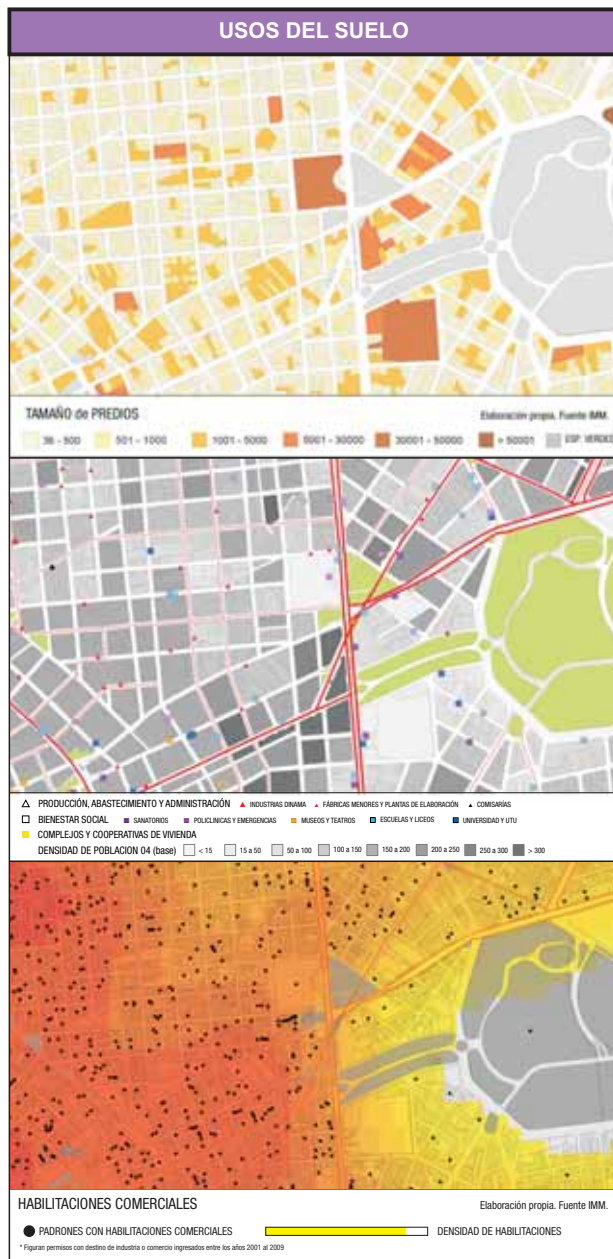 USOS DEL SUELO
TAMAÑO de PREDIOS Elaboración propia. Fuente IMM.
36 - 500 501 - 1000 1001 - 5000 5001 - 30000 30001 - 50000 > 50001 ESP. VERDES
PRODUCCIÓN, ABASTECIMIENTO Y ADMINISTRACIÓN INDUSTRIAS DINAMA FÁBRICAS MENORES Y PLANTAS DE ELABORACIÓN COMISARÍAS
BIENESTAR SOCIAL SANATORIOS POLICLINICAS Y EMERGENCIAS MUSEOS Y TEATROS ESCUELAS Y LICEOS UNIVERSIDAD Y UTU
COMPLEJOS Y COOPERATIVAS DE VIVIENDA
DENSIDAD DE POBLACION 04 (base) < 15 15 a 50 50 a 100 100 a 150 150 a 200 200 a 250 250 a 300 > 300
HABILITACIONES COMERCIALES Elaboración propia. Fuente IMM.
PADRONES CON HABILITACIONES COMERCIALES DENSIDAD DE HABILITACIONES
* Figuran permisos con destino de industria o comercio ingresados entre los años 2001 al 2009